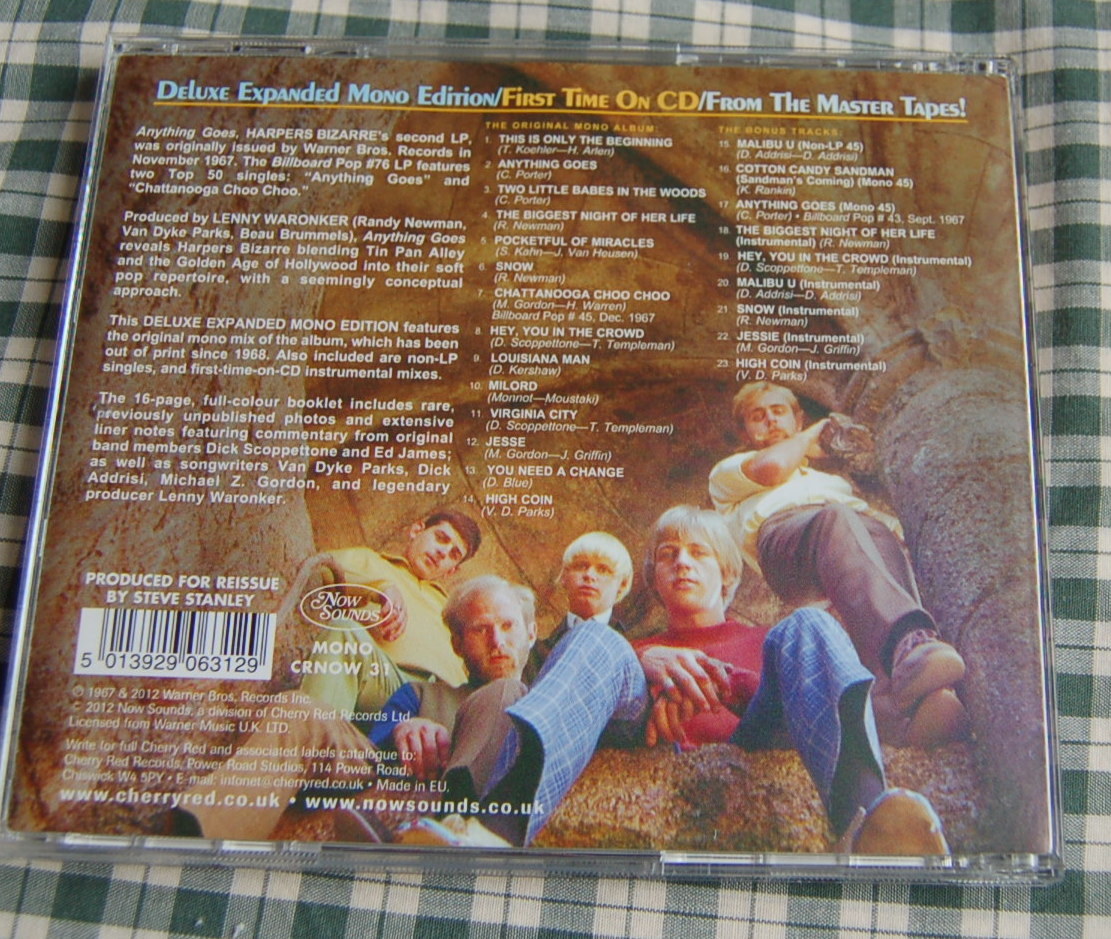 Deluxe Expanded Mono Edition/First Time On CD/From The Master Tapes!
Anything Goes, HARPERS BIZARRE's second LP,
was originally issued by Warner Bros. Records in
November 1967. The Billboard Pop #76 LP features
two Top 50 singles: "Anything Goes" and
"Chattanooga Choo Choo."
Produced by LENNY WARONKER (Randy Newman,
Van Dyke Parks, Beau Brummels), Anything Goes
reveals Harpers Bizarre blending Tin Pan Alley
and the Golden Age of Hollywood into their soft
pop repertoire, with a seemingly conceptual
approach.
This DELUXE EXPANDED MONO EDITION features
the original mono mix of the album, which has been
out of print since 1968. Also included are non-LP
singles, and first-time-on-CD instrumental mixes.
The 16-page, full-colour booklet includes rare,
previously unpublished photos and extensive
liner notes featuring commentary from original
band members Dick Scoppettone and Ed James;
as well as songwriters Van Dyke Parks, Dick
Addrisi, Michael Z. Gordon, and legendary
producer Lenny Waronker.
THE ORIGINAL MONO ALBUM:
1. THIS IS ONLY THE BEGINNING
(T. Koehler—H. Arlen)
2. ANYTHING GOES
(C. Porter)
3. TWO LITTLE BABES IN THE WOODS
(C. Porter)
4. THE BIGGEST NIGHT OF HER LIFE
(R. Newman)
5. POCKETFUL OF MIRACLES
(S. Kahn—J. Van Heusen)
6. SNOW
(R. Newman)
7. CHATTANOOGA CHOO CHOO
(M. Gordon—H. Warren)
Billboard Pop # 45, Dec. 1967
8. HEY, YOU IN THE CROWD
(D. Scoppettone—T. Templeman)
9. LOUISIANA MAN
(D. Kershaw)
10. MILORD
(Monnot—Moustaki)
11. VIRGINIA CITY
(D. Scoppettone—T. Templeman)
12. JESSE
(M. Gordon—J. Griffin)
13. YOU NEED A CHANGE
(D. Blue)
14. HIGH COIN
(V. D. Parks)
THE BONUS TRACKS:
15. MALIBU U (Non-LP 45)
(D. Addrisi—D. Addrisi)
16. COTTON CANDY SANDMAN
(Sandman's Coming) (Mono 45)
(K. Rankin)
17. ANYTHING GOES (Mono 45)
(C. Porter) • Billboard Pop # 43, Sept. 1967
18. THE BIGGEST NIGHT OF HER LIFE
(Instrumental) (R. Newman)
19. HEY, YOU IN THE CROWD (Instrumental)
(D. Scoppettone—T. Templeman)
20. MALIBU U (Instrumental)
(D. Addrisi—D. Addrisi)
21. SNOW (Instrumental)
(R. Newman)
22. JESSIE (Instrumental)
(M. Gordon—J. Griffin)
23. HIGH COIN (Instrumental)
(V. D. Parks)
PRODUCED FOR REISSUE
BY STEVE STANLEY
5 013929 063129
Now
Sounds
MONO
CRNOW 31
℗ 1967 & 2012 Warner Bros. Records Inc.
© 2012 Now Sounds, a division of Cherry Red Records Ltd
Licensed from Warner Music U.K. LTD.
Write for full Cherry Red and associated labels catalogue to:
Cherry Red Records, Power Road Studios, 114 Power Road,
Chiswick W4 5PY • E-mail: infonet@cherryred.co.uk • Made in EU.
www.cherryred.co.uk • www.nowsounds.co.uk